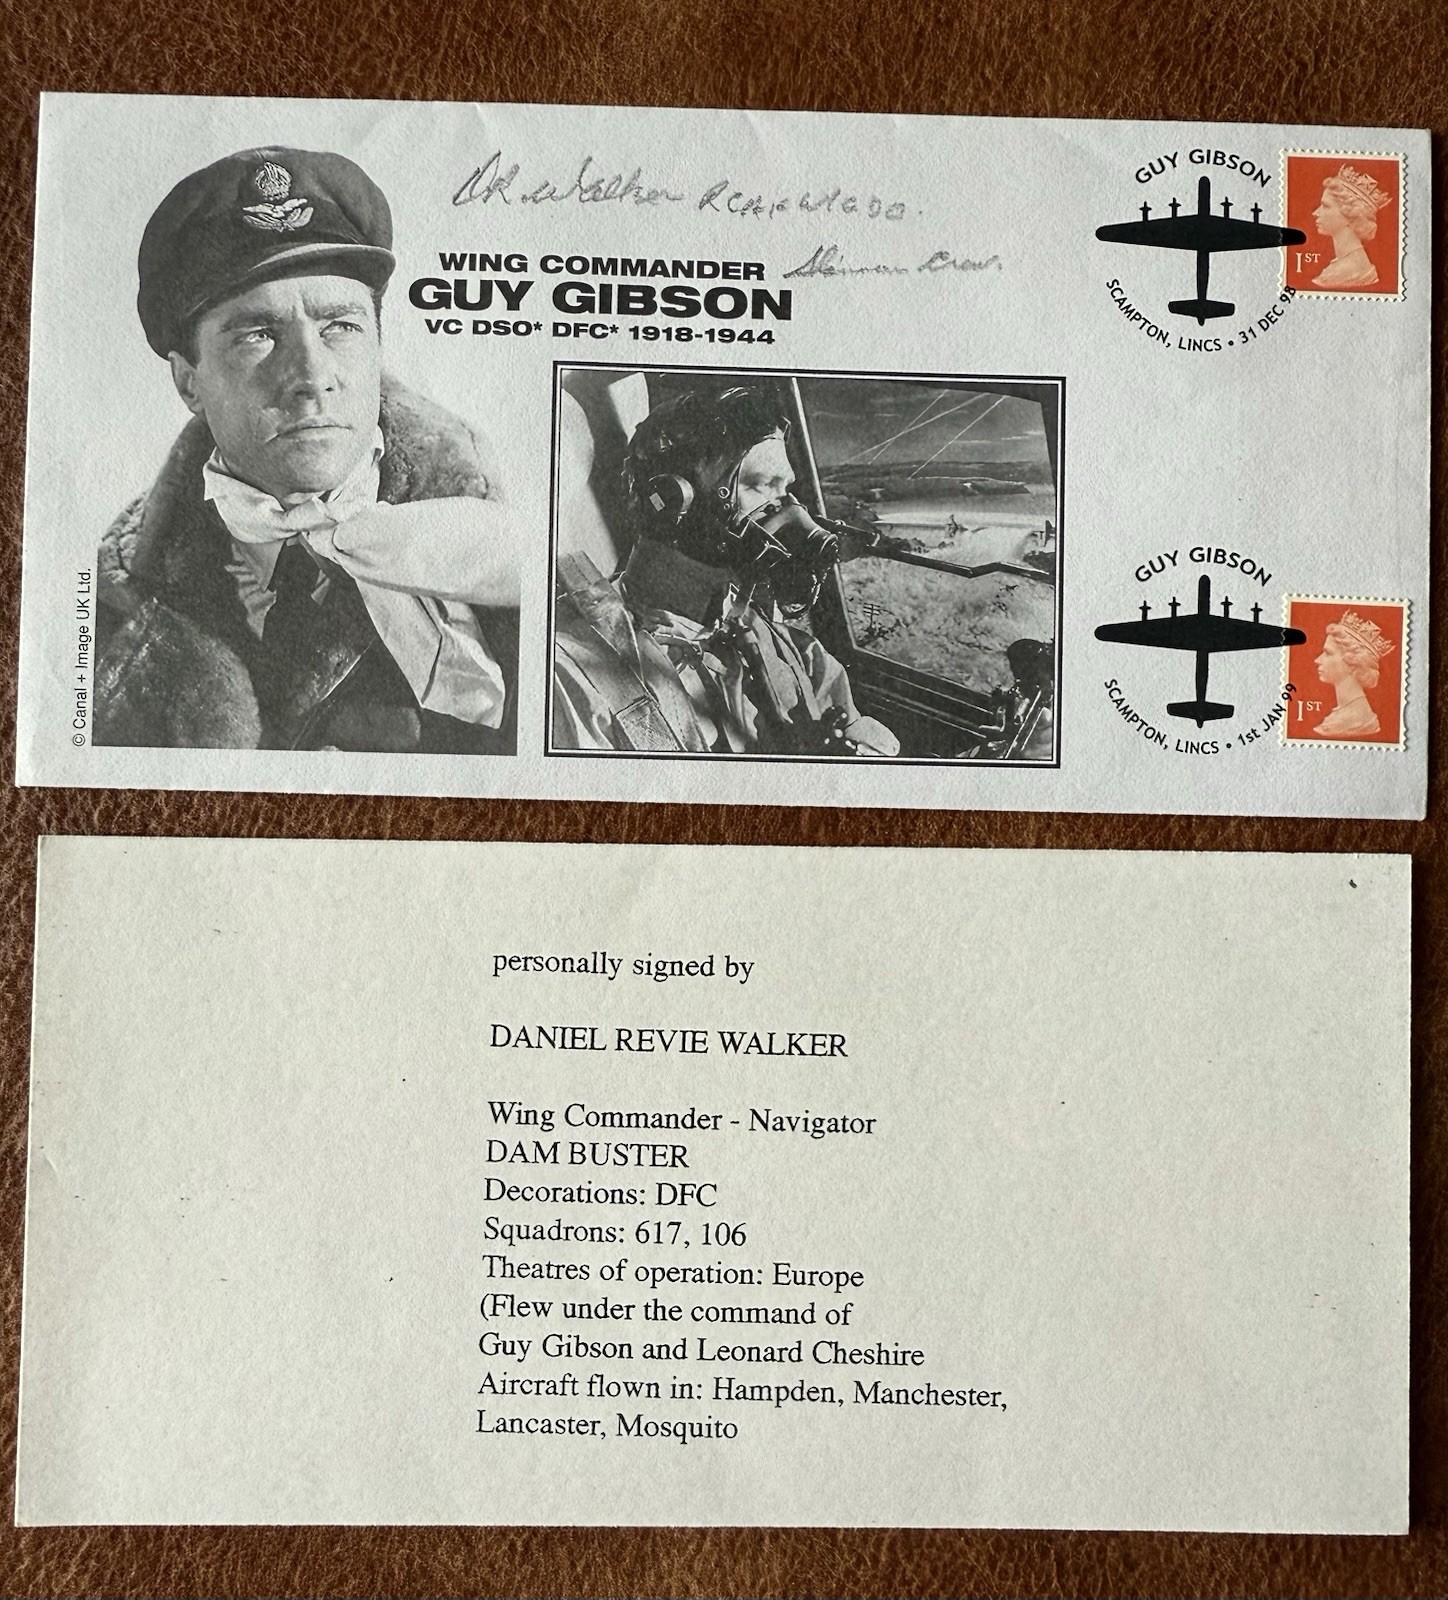 DR Walker RCAF
WING COMMANDER
GUY GIBSON
VC DSO* DFC* 1918-1944
© Canal + Image UK Ltd.
GUY GIBSON
SCAMPTON, LINCS • 31 DEC 98
1ST
GUY GIBSON
SCAMPTON, LINCS • 1st JAN 99
1ST
personally signed by
DANIEL REVIE WALKER
Wing Commander - Navigator
DAM BUSTER
Decorations: DFC
Squadrons: 617, 106
Theatres of operation: Europe
(Flew under the command of
Guy Gibson and Leonard Cheshire
Aircraft flown in: Hampden, Manchester,
Lancaster, Mosquito